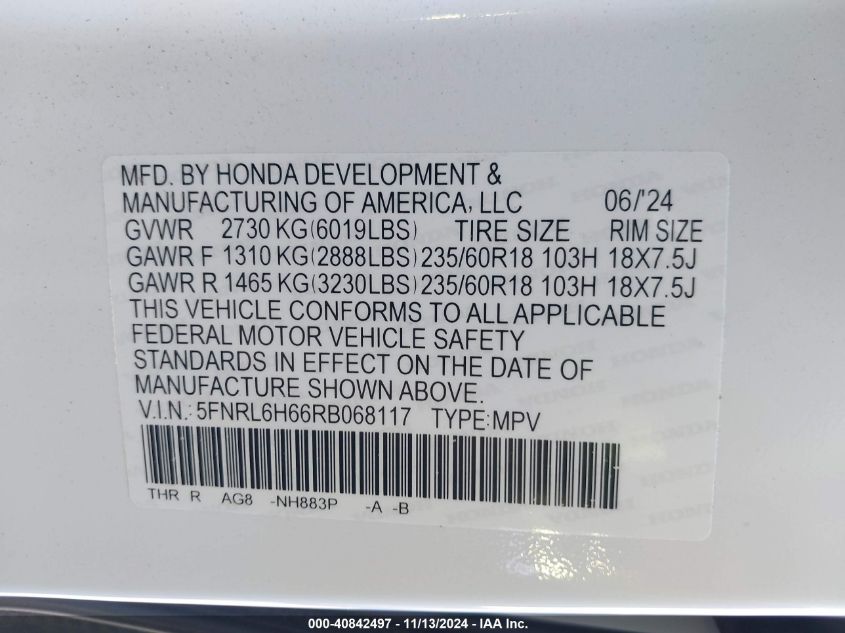 MFD. BY HONDA DEVELOPMENT &
MANUFACTURING OF AMERICA, LLC 06/'24
GVWR 2730 KG(6019LBS) TIRE SIZE RIM SIZE
GAWR F 1310 KG(2888LBS) 235/60R18 103H 18X7.5J
GAWR R 1465 KG(3230LBS) 235/60R18 103H 18X7.5J
THIS VEHICLE CONFORMS TO ALL APPLICABLE
FEDERAL MOTOR VEHICLE SAFETY
STANDARDS IN EFFECT ON THE DATE OF
MANUFACTURE SHOWN ABOVE.
V.I.N.: 5FNRL6H66RB068117 TYPE:MPV
THR R AG8 -NH883P -A -B
000-40842497 - 11/13/2024 - IAA Inc.